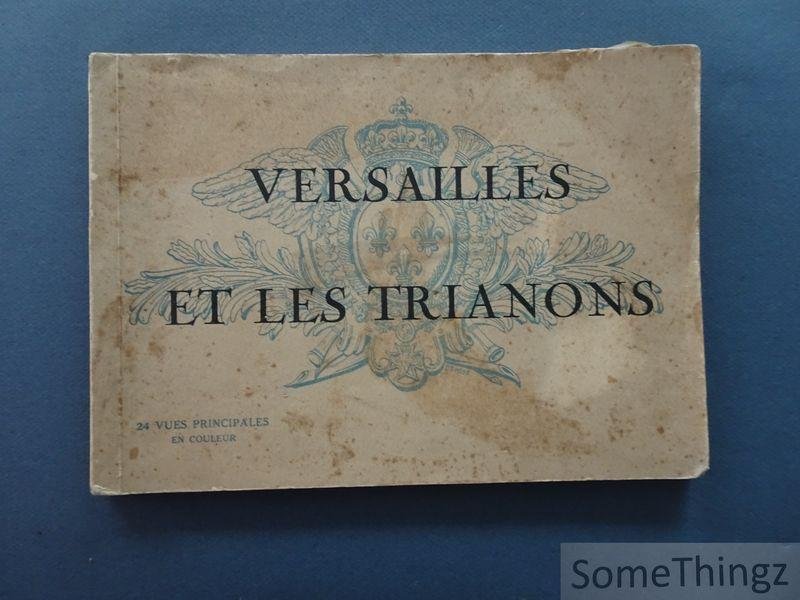 VERSAILLES
ET LES TRIANONS
24 VUES PRINCIPALES
EN COULEUR
SomeThingz